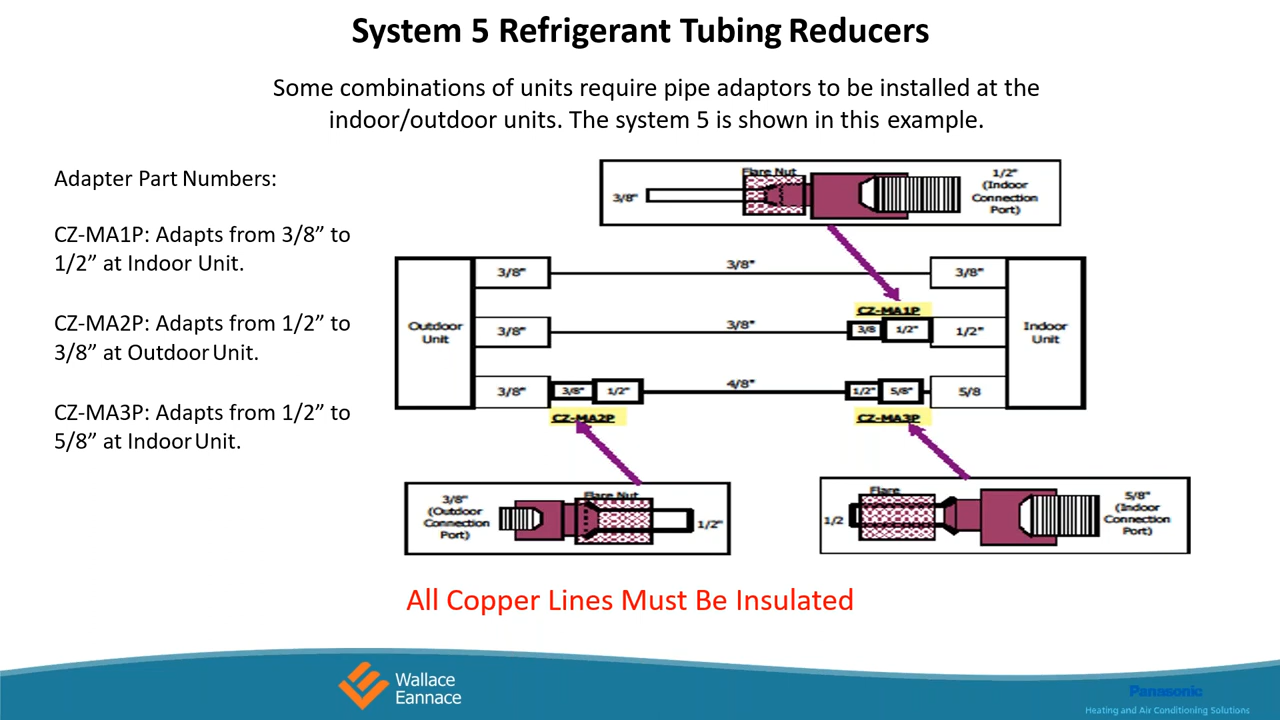 System 5 Refrigerant Tubing Reducers
Some combinations of units require pipe adaptors to be installed at the
indoor/outdoor units. The system 5 is shown in this example.
Adapter Part Numbers:
CZ-MA1P: Adapts from 3/8” to
1/2” at Indoor Unit.
CZ-MA2P: Adapts from 1/2” to
3/8” at Outdoor Unit.
CZ-MA3P: Adapts from 1/2” to
5/8” at Indoor Unit.
Flare Nut
3/8"
1/2"
(Indoor
Connection
Port)
3/8"
3/8"
3/8"
CZ-MA1P
Outdoor
Unit
3/8"
3/8"
3/8
1/2"
1/2"
Indoor
Unit
3/8"
3/8"
1/2"
4/8"
1/2"
5/8"
5/8
CZ-MA2P
CZ-MA3P
3/8"
(Outdoor
Connection
Port)
Flare Nut
1/2"
Flare
1/2
5/8"
(Indoor
Connection
Port)
All Copper Lines Must Be Insulated
Wallace
Eannace
Panasonic
Heating and Air Conditioning Solutions